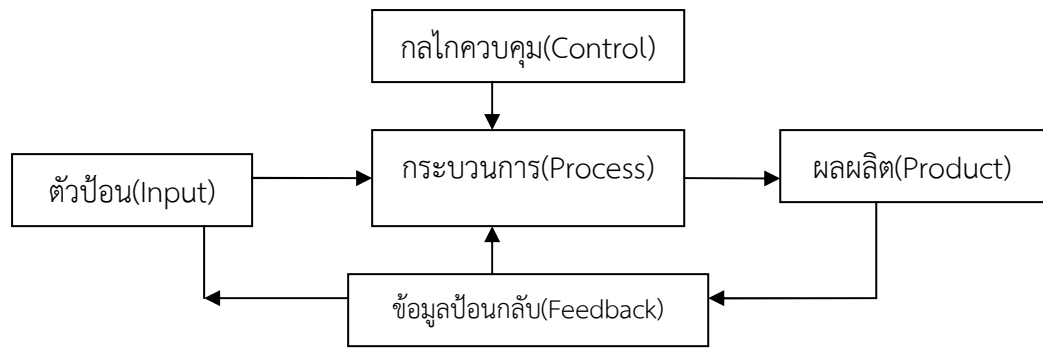 กลไกควบคุม(Control)
กระบวนการ(Process)
ผลผลิต(Product)
ตัวป้อน(Input)
ข้อมูลป้อนกลับ(Feedback)